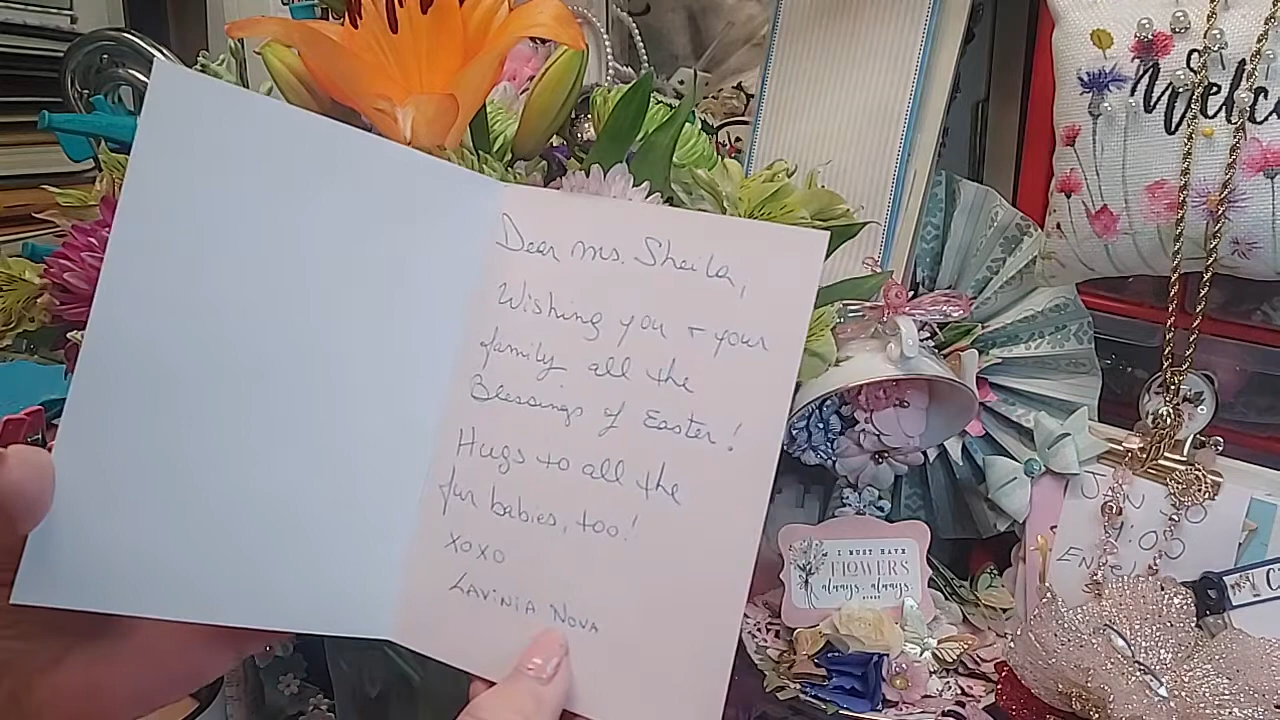 Dear Ms. Sheila,
Wishing you + your
family all the
Blessings of Easter!
Hugs to all the
fur babies, too!
XOXO
LAVINIA NOVA
I MUST HAVE
FLOWERS
always, always.
JAN